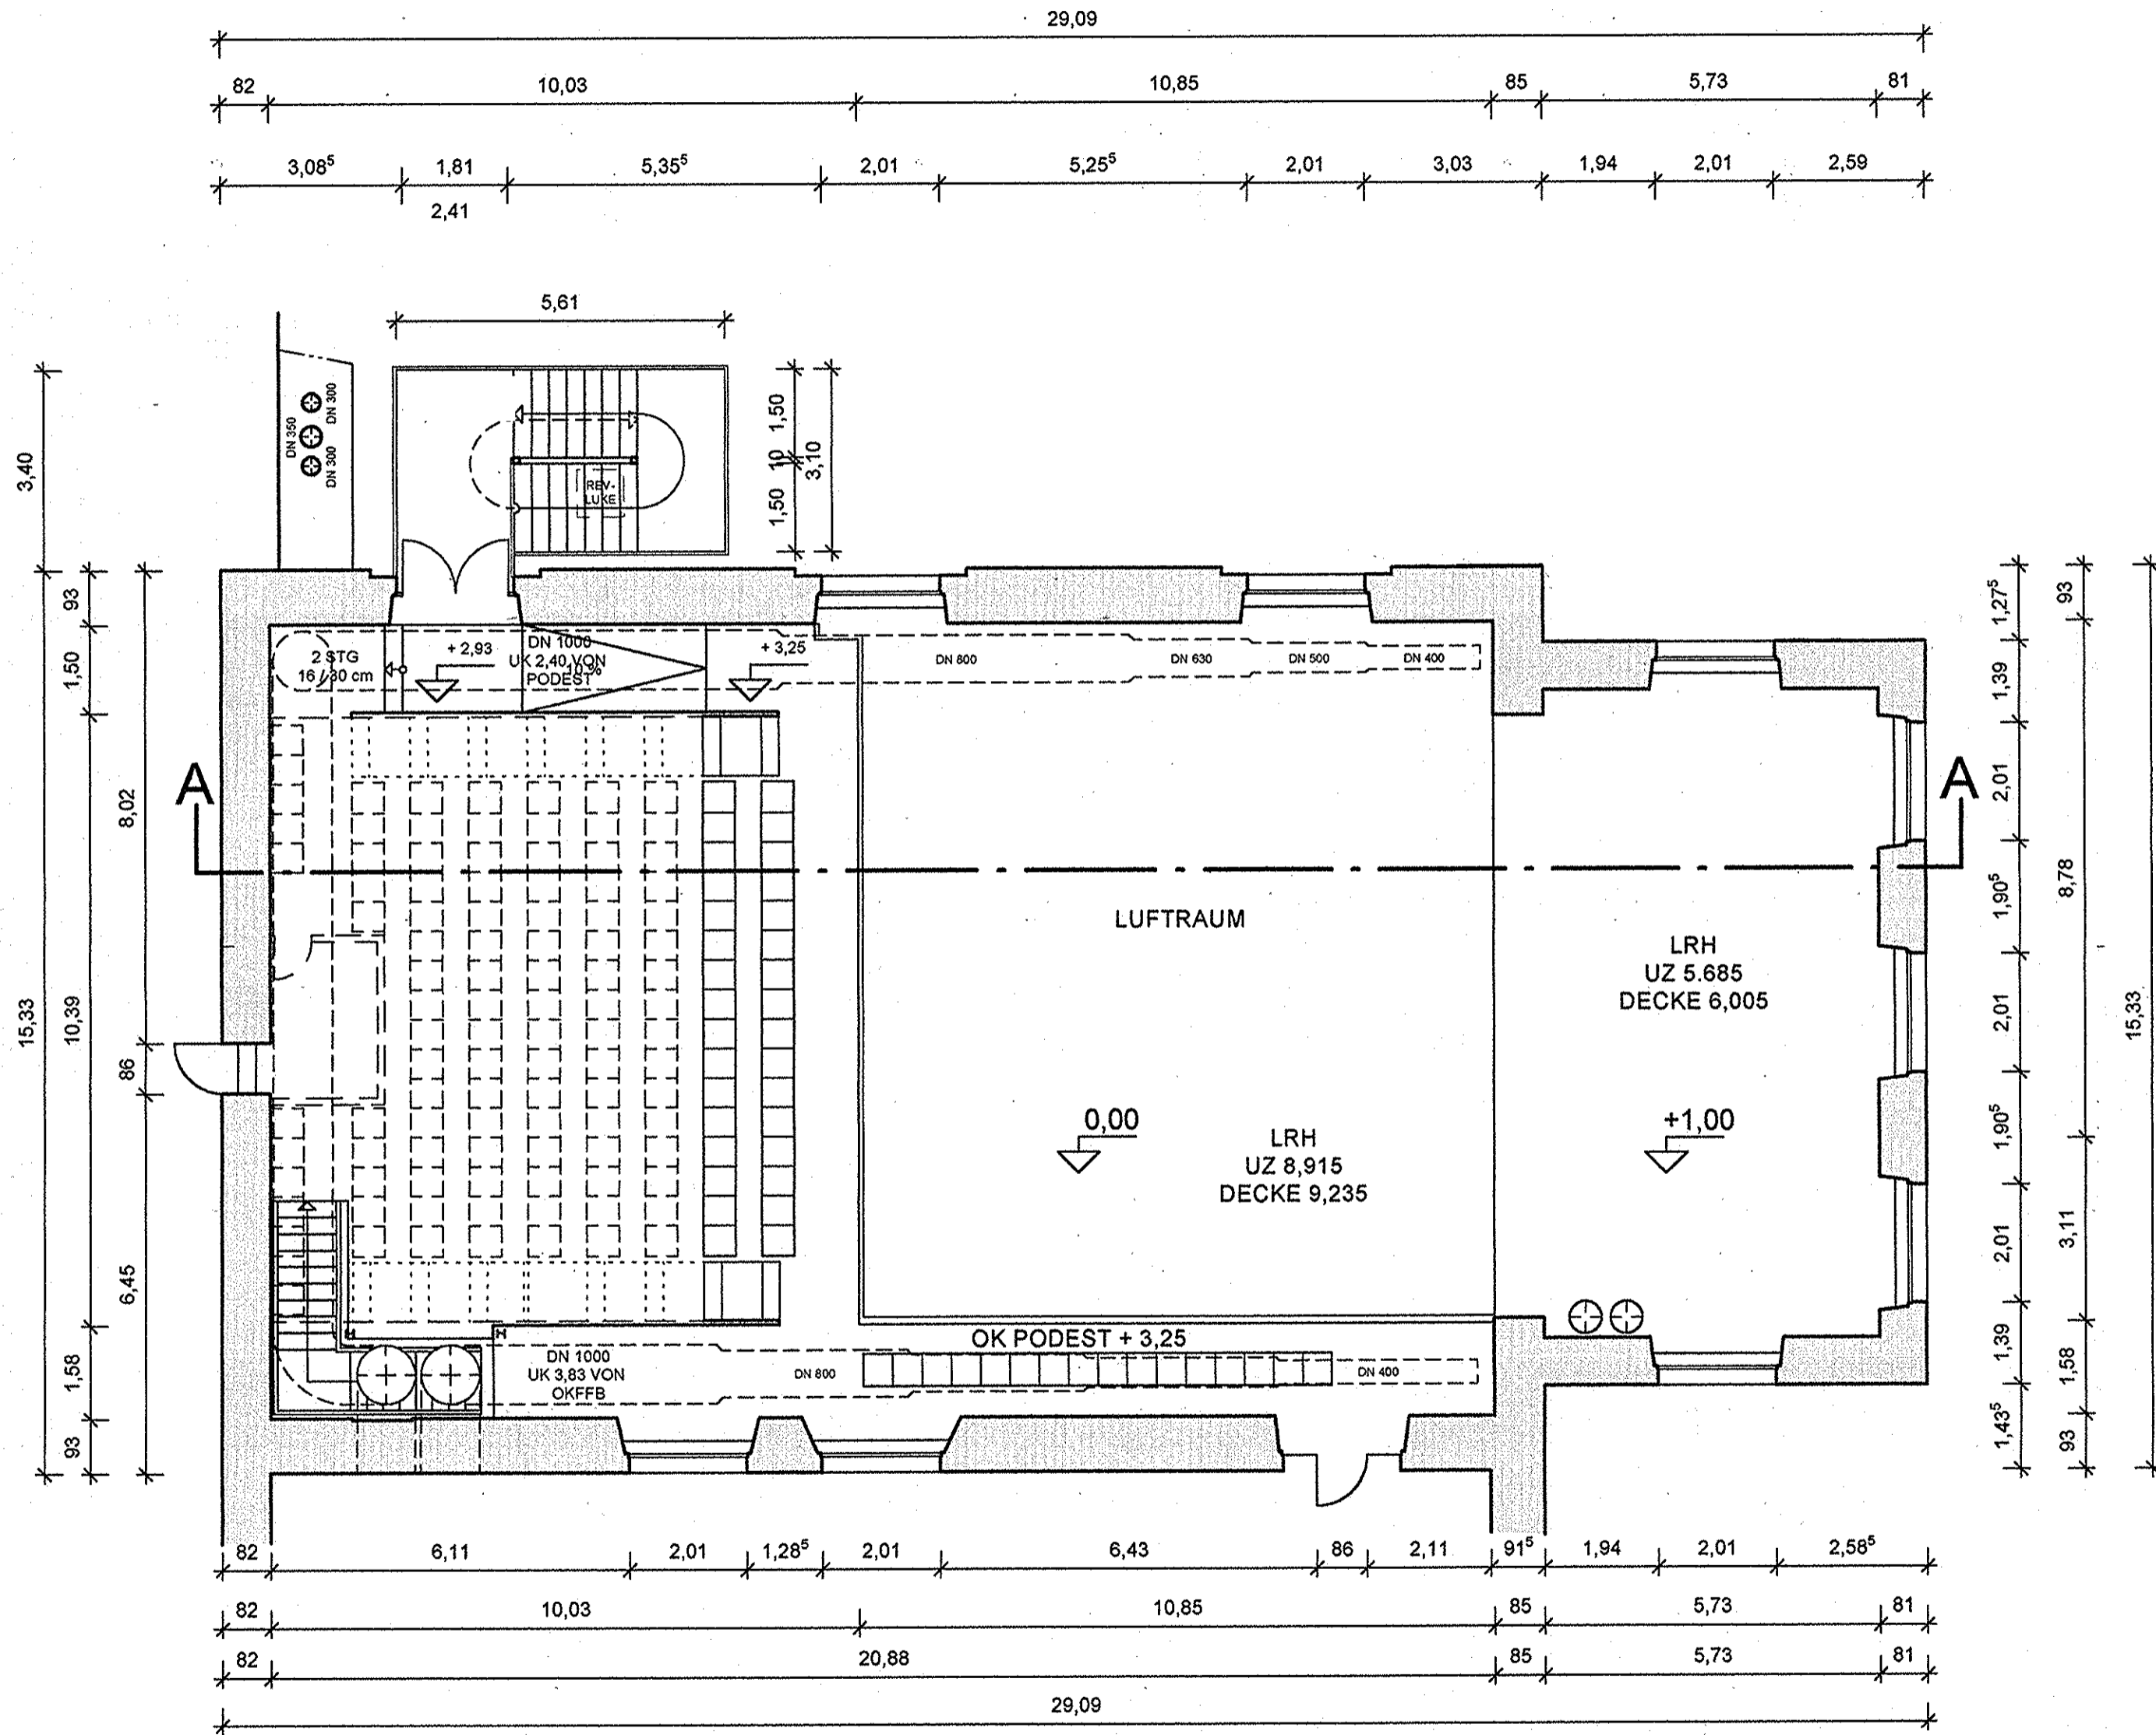 29,09
82 10,03 10,85 85 5,73 81
3,08⁵ 1,81 5,35⁵ 2,01 5,25⁵ 2,01 3,03 1,94 2,01 2,59
2,41
5,61
3,40
DN 350
DN 300
DN 300
1,50
10
1,50
3,10
REV.-
LUKE
15,33
93
1,50
10,39
1,58
93
8,02
86
6,45
2 STG
16 / 30 cm
+ 2,93
DN 1000
UK 2,40 VON
PODEST
10%
+ 3,25
DN 800
DN 630
DN 500
DN 400
A
A
LUFTRAUM
LRH
UZ 5.685
DECKE 6,005
0,00
+1,00
LRH
UZ 8,915
DECKE 9,235
OK PODEST + 3,25
DN 1000
UK 3,83 VON
OKFFB
DN 800
DN 400
1,27⁵
1,39
2,01
1,90⁵
2,01
1,90⁵
2,01
1,39
1,43⁵
93
8,78
3,11
1,58
93
15,33
82 6,11 2,01 1,28⁵ 2,01 6,43 86 2,11 91⁵ 1,94 2,01 2,58⁵
82 10,03 10,85 85 5,73 81
82 20,88 85 5,73 81
29,09